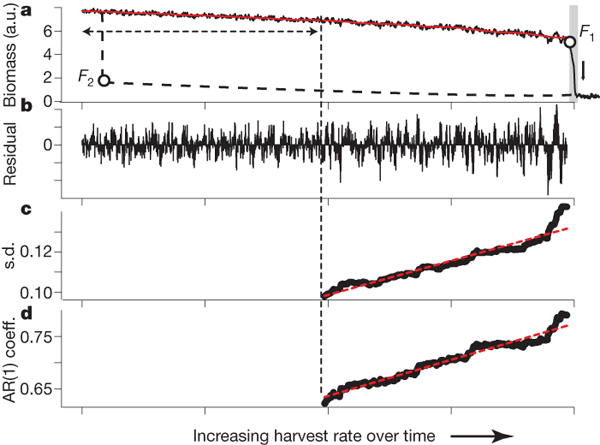 a
Biomass (a.u.)
6
4
2
0
F1
F2
b
Residual
0
c
s.d.
0.12
0.10
d
AR(1) coeff.
0.75
0.65
Increasing harvest rate over time